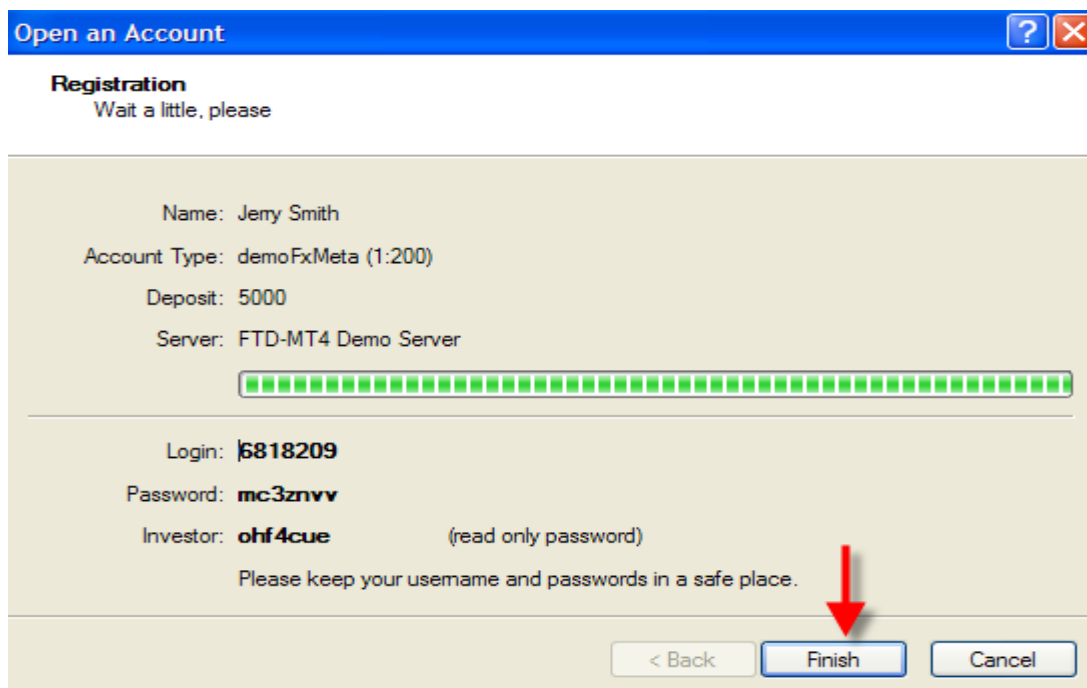 Open an Account
Registration
Wait a little, please
Name: Jerry Smith
Account Type: demoFxMeta (1:200)
Deposit: 5000
Server: FTD-MT4 Demo Server
Login: 6818209
Password: mc3znvv
Investor: ohf4cue (read only password)
Please keep your username and passwords in a safe place.
< Back Finish Cancel